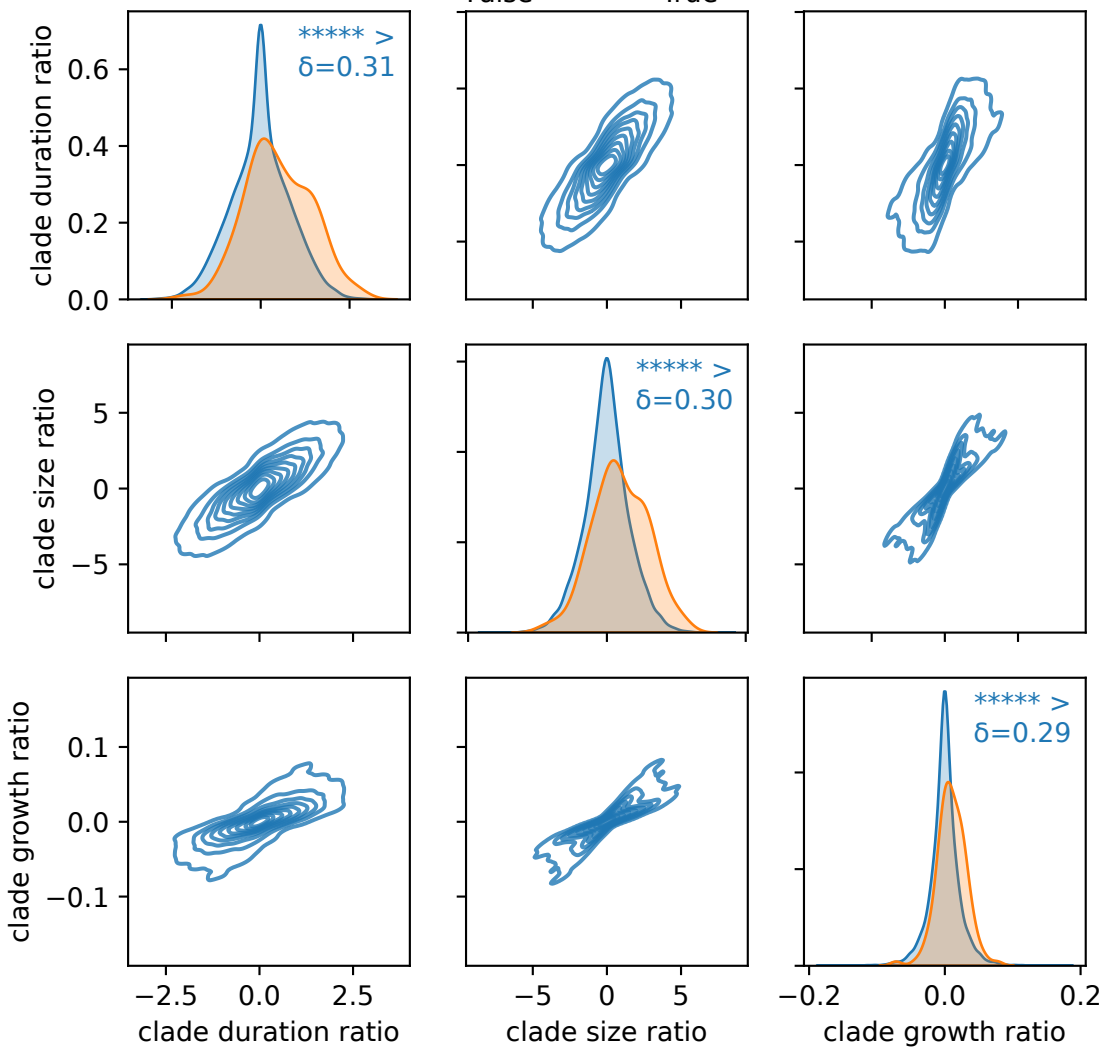 clade duration ratio
0.6
0.4
0.2
0.0
***** >
δ=0.31
clade size ratio
5
0
−5
***** >
δ=0.30
clade growth ratio
0.1
0.0
−0.1
***** >
δ=0.29
−2.5 0.0 2.5
−5 0 5
−0.2 0.0 0.2
clade duration ratio
clade size ratio
clade growth ratio